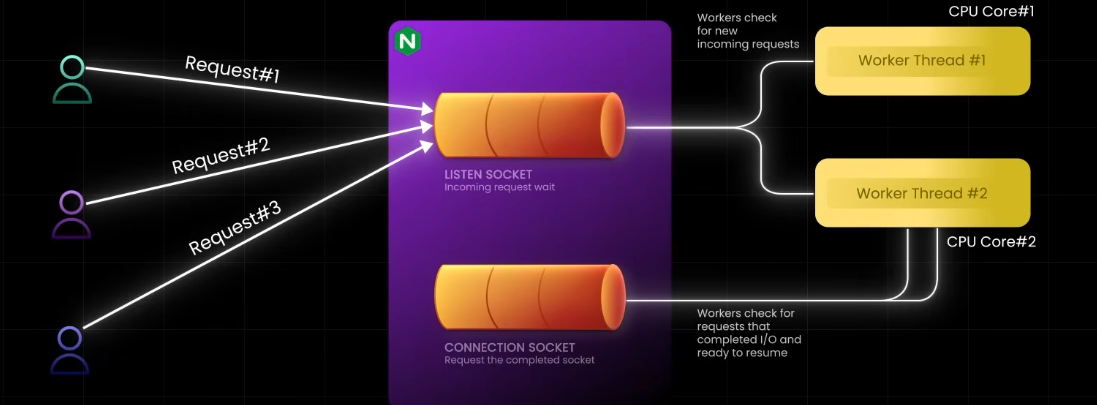 CPU Core#1
Workers check
for new
incoming requests
Worker Thread #1
N
Request#1
Request#2
Request#3
LISTEN SOCKET
Incoming request wait
Worker Thread #2
CPU Core#2
Workers check for
requests that
completed I/O and
ready to resume
CONNECTION SOCKET
Request the completed socket